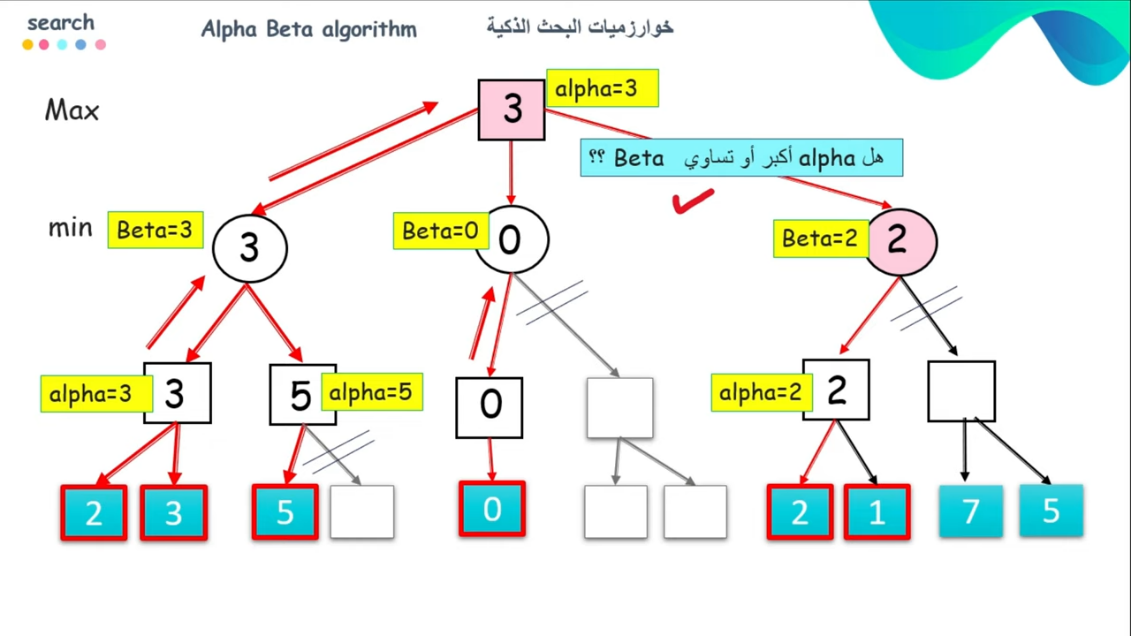 search
Alpha Beta algorithm
خوارزميات البحث الذكية
Max
3
alpha=3
هل alpha أكبر أو تساوي Beta ؟؟
min
Beta=3
3
Beta=0
0
Beta=2
2
alpha=3
3
5
alpha=5
0
alpha=2
2
2
3
5
0
2
1
7
5